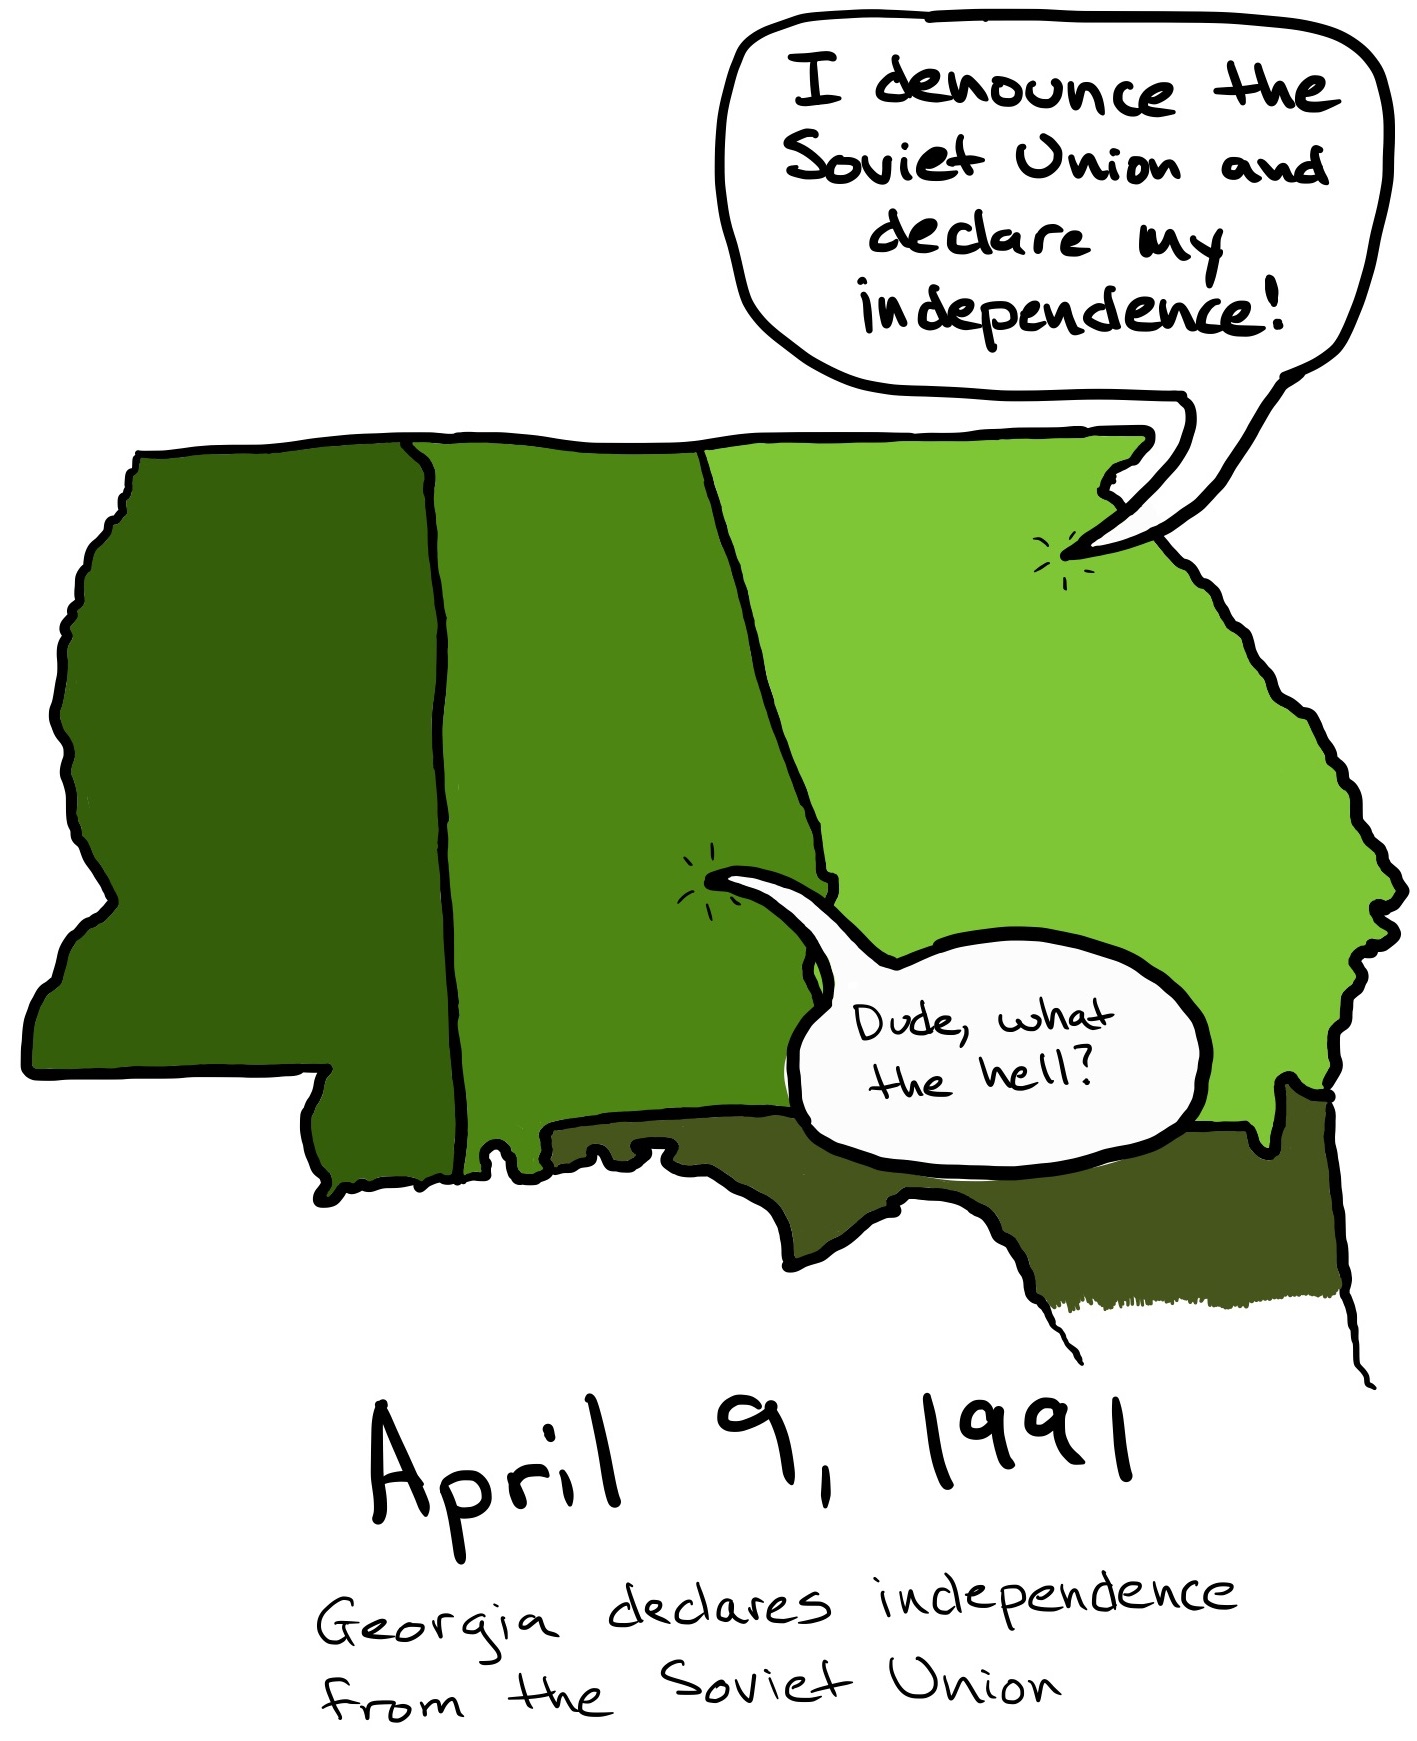 I denounce the
Soviet Union and
declare my
independence!
Dude, what
the hell?
April 9, 1991
Georgia declares independence
from the Soviet Union